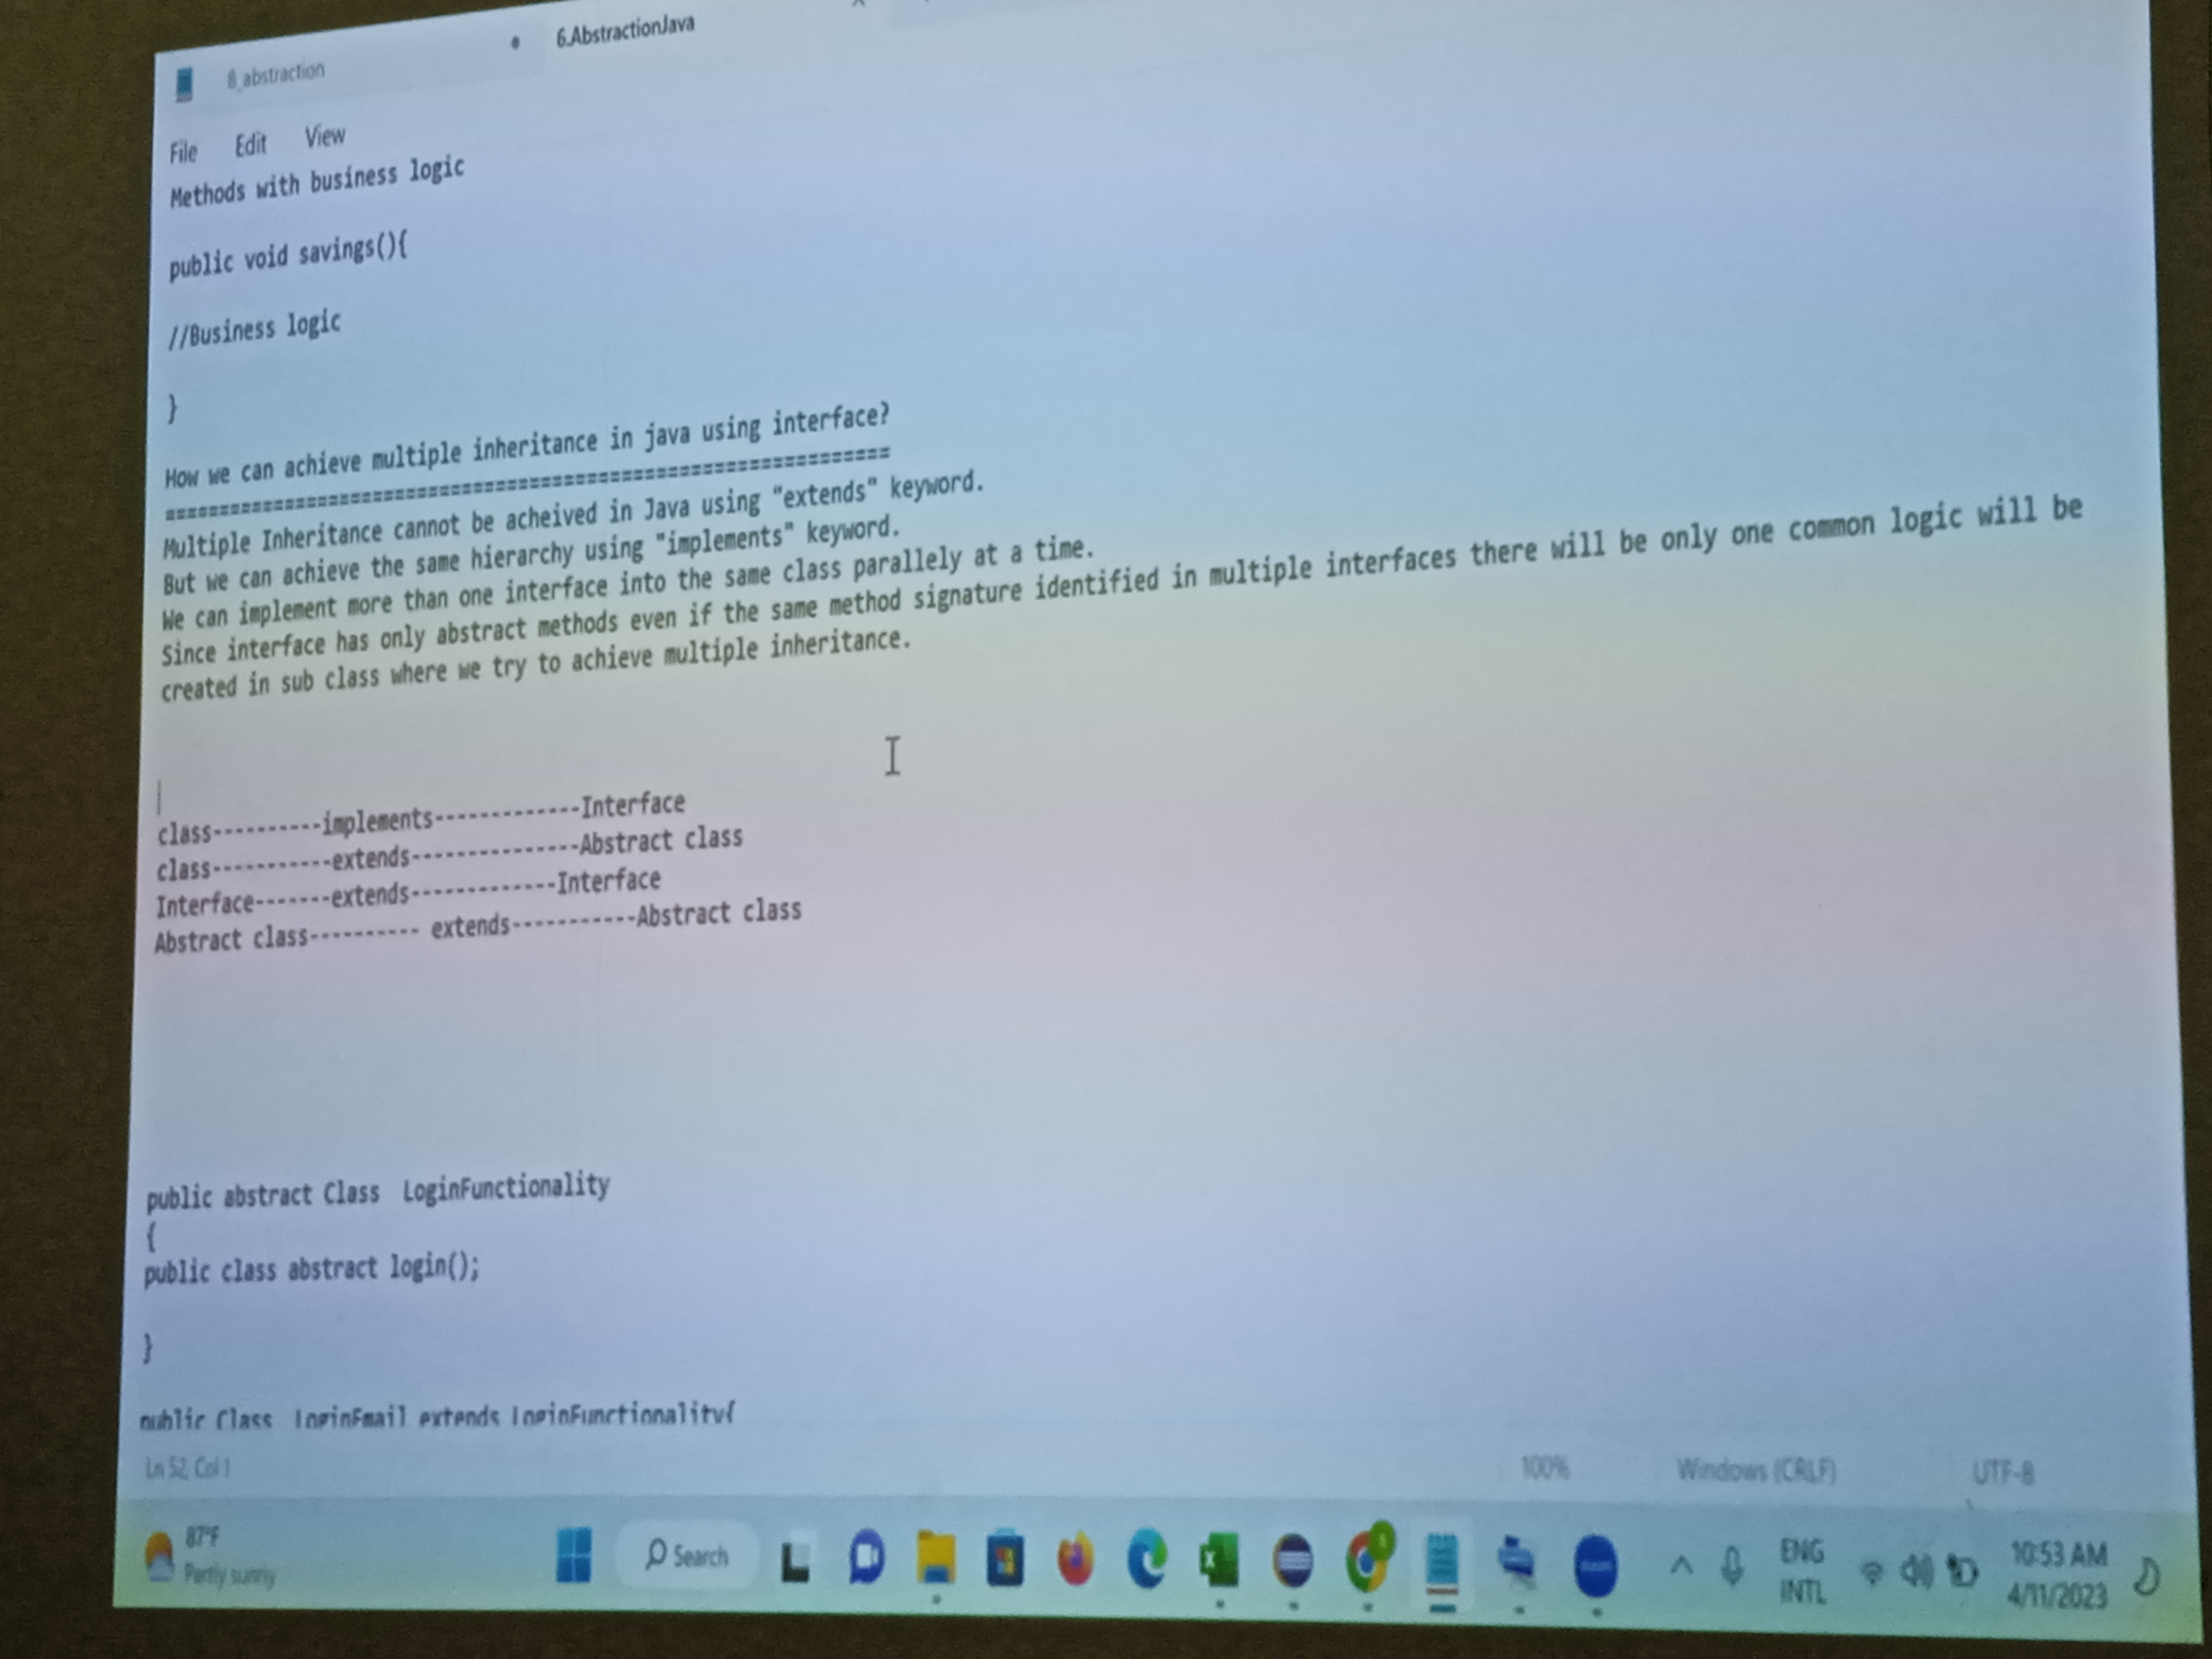 8_abstraction
6.AbstractionJava
File Edit View
Methods with business logic
public void savings(){
//Business logic
}
How we can achieve multiple inheritance in java using interface?
==============================================================
Multiple Inheritance cannot be acheived in Java using "extends" keyword.
But we can achieve the same hierarchy using "implements" keyword.
We can implement more than one interface into the same class parallely at a time.
Since interface has only abstract methods even if the same method signature identified in multiple interfaces there will be only one common logic will be
created in sub class where we try to achieve multiple inheritance.
class----------implements-------------Interface
class-----------extends---------------Abstract class
Interface-------extends-------------Interface
Abstract class---------- extends-----------Abstract class
public abstract Class LoginFunctionality
{
public class abstract login();
}
public Class LoginEmail extends LoginFunctionality{
Ln 52, Col 1 100% Windows (CRLF) UTF-8
87°F
Partly sunny
Search
ENG
INTL
10:53 AM
4/11/2023